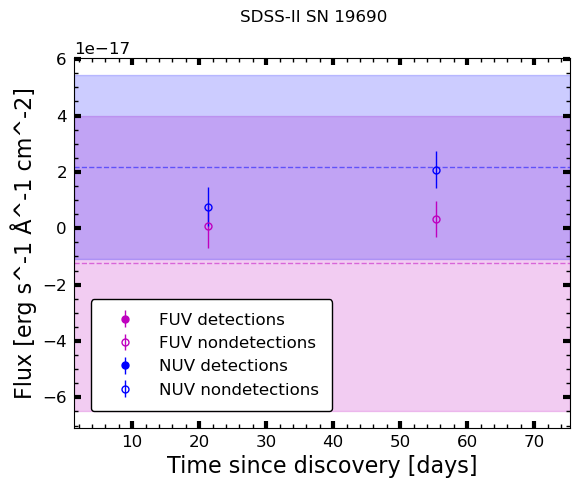 SDSS-II SN 19690
1e−17
6
4
2
0
−2
−4
−6
Flux [erg s^-1 Å^-1 cm^-2]
FUV detections
FUV nondetections
NUV detections
NUV nondetections
10 20 30 40 50 60 70
Time since discovery [days]